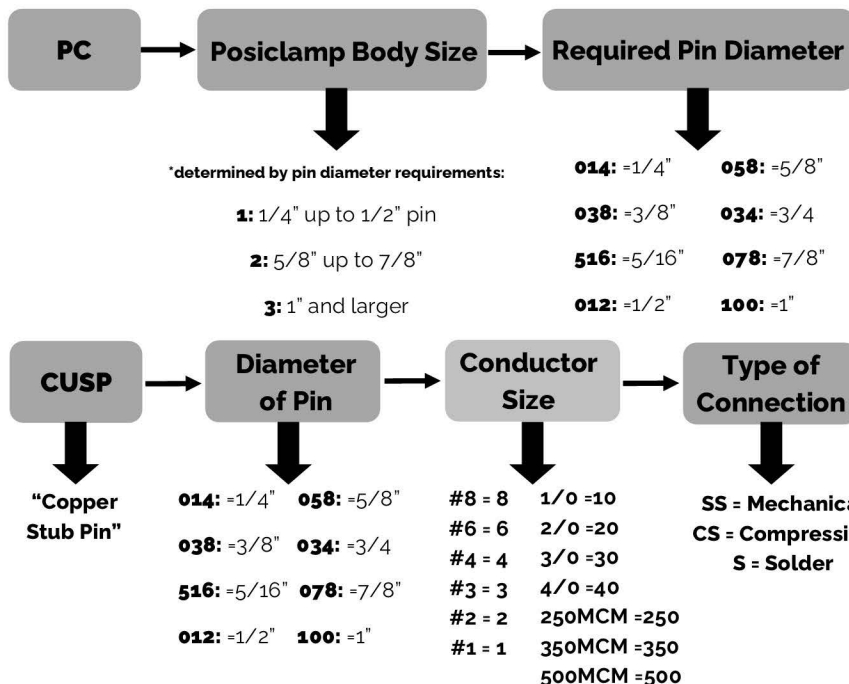 PC
Posiclamp Body Size
Required Pin Diameter
*determined by pin diameter requirements:
1: 1/4” up to 1/2” pin
2: 5/8” up to 7/8”
3: 1” and larger
014: =1/4” 058: =5/8”
038: =3/8” 034: =3/4
516: =5/16” 078: =7/8”
012: =1/2” 100: =1”
CUSP
Diameter
of Pin
Conductor
Size
Type of
Connection
“Copper
Stub Pin”
014: =1/4” 058: =5/8”
038: =3/8” 034: =3/4
516: =5/16” 078: =7/8”
012: =1/2” 100: =1”
#8 = 8 1/0 =10
#6 = 6 2/0 =20
#4 = 4 3/0 =30
#3 = 3 4/0 =40
#2 = 2 250MCM =250
#1 = 1 350MCM =350
500MCM =500
SS = Mechanica
CS = Compressi
S = Solder